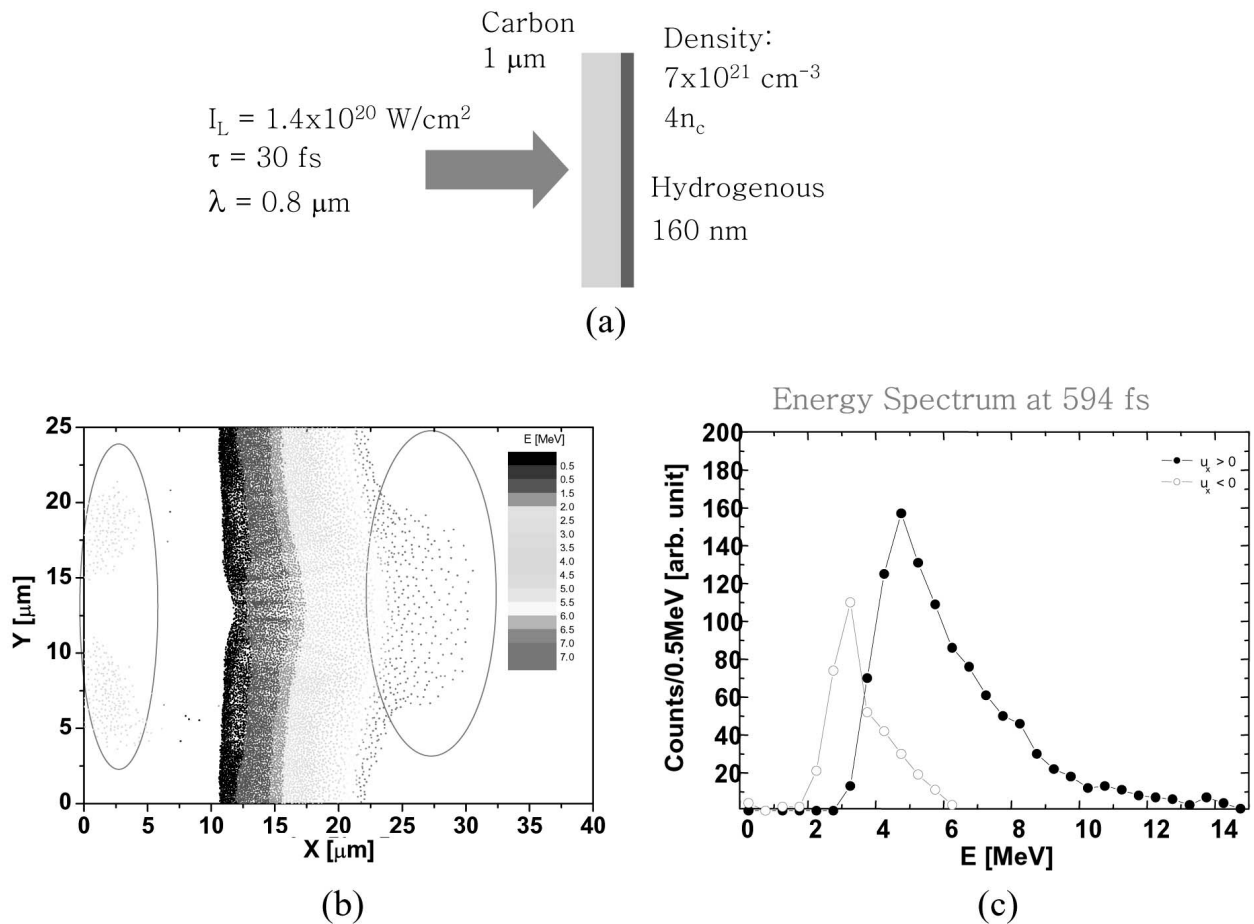 Carbon
1 μm
Density:
7x10²¹ cm⁻³
4n_c
I_L = 1.4x10²⁰ W/cm²
τ = 30 fs
λ = 0.8 μm
Hydrogenous
160 nm
(a)
25
20
15
10
5
0
Y [μm]
0 5 10 15 20 25 30 35 40
X [μm]
E [MeV]
0.5
0.5
1.5
2.0
2.5
3.0
3.5
4.0
4.5
5.0
5.5
6.0
6.5
7.0
7.0
(b)
Energy Spectrum at 594 fs
200
180
160
140
120
100
80
60
40
20
Counts/0.5MeV [arb. unit]
u_x > 0
u_x < 0
0 2 4 6 8 10 12 14
E [MeV]
(c)